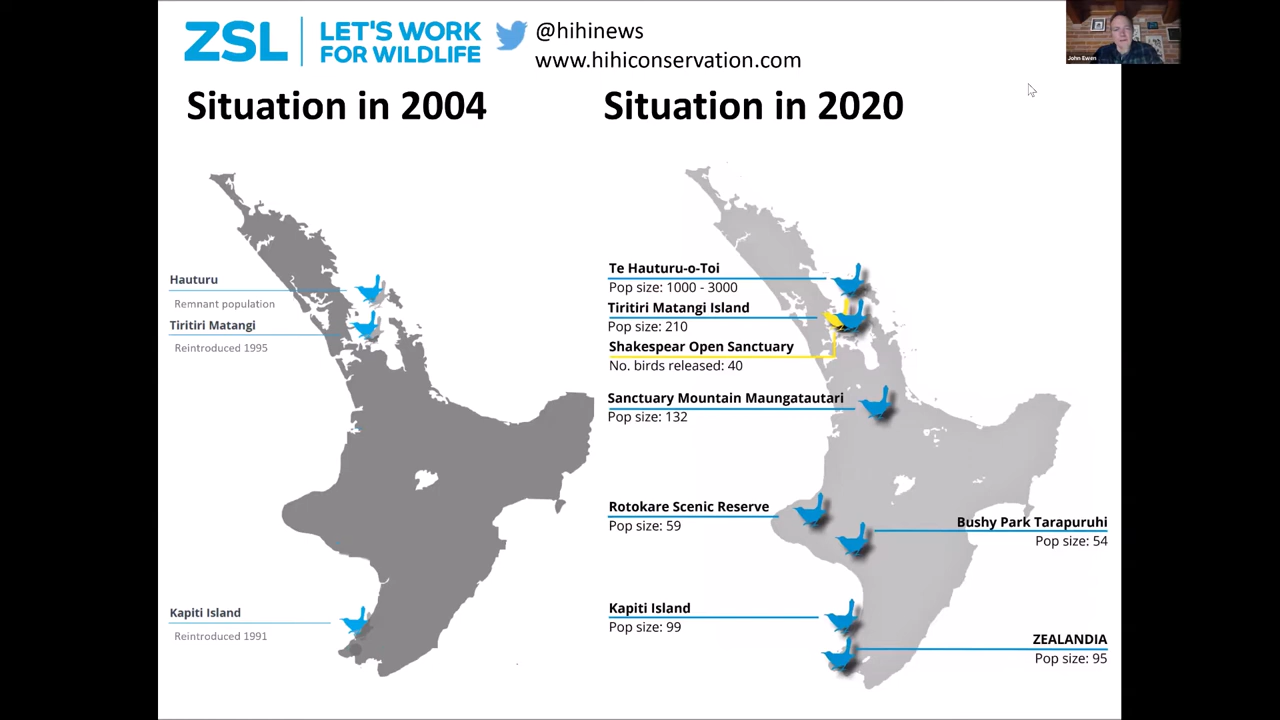 ZSL
LET'S WORK
FOR WILDLIFE
@hihinews
www.hihiconservation.com
John Ewen
Situation in 2004
Situation in 2020
Hauturu
Remnant population
Tiritiri Matangi
Reintroduced 1995
Kapiti Island
Reintroduced 1991
Te Hauturu-o-Toi
Pop size: 1000 - 3000
Tiritiri Matangi Island
Pop size: 210
Shakespear Open Sanctuary
No. birds released: 40
Sanctuary Mountain Maungatautari
Pop size: 132
Rotokare Scenic Reserve
Pop size: 59
Bushy Park Tarapuruhi
Pop size: 54
Kapiti Island
Pop size: 99
ZEALANDIA
Pop size: 95